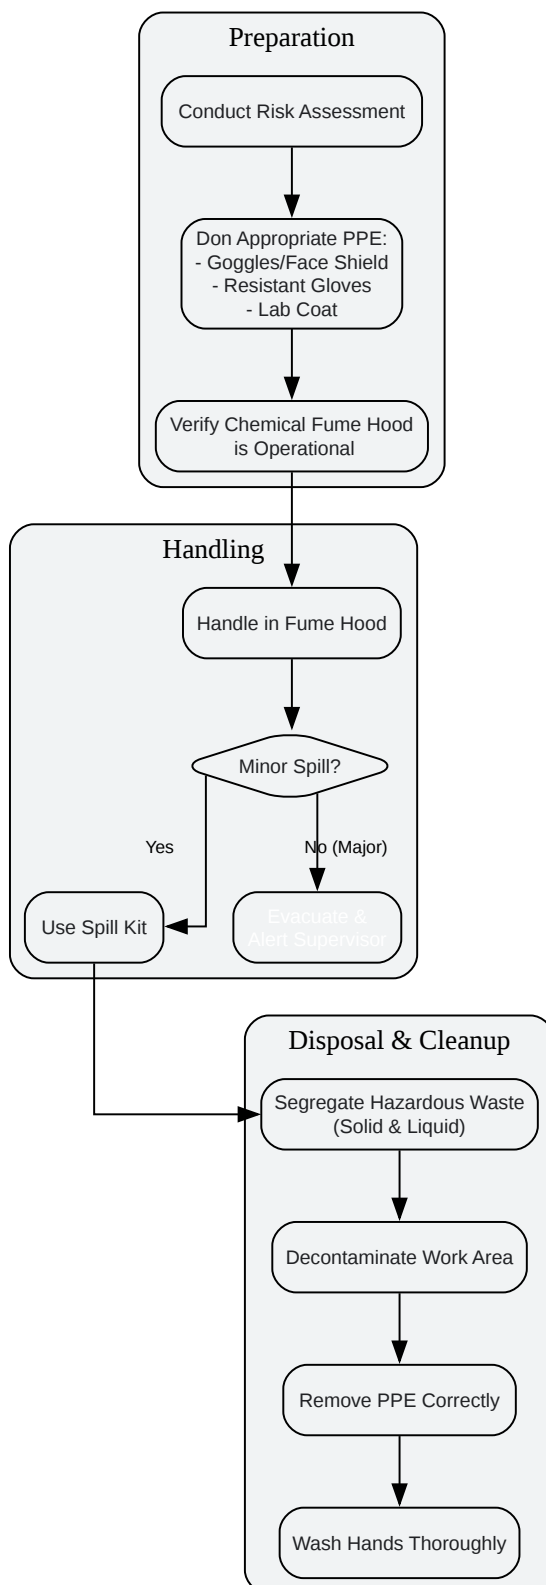 Preparation
Conduct Risk Assessment
Don Appropriate PPE:
- Goggles/Face Shield
- Resistant Gloves
- Lab Coat
Verify Chemical Fume Hood
is Operational
Handling
Handle in Fume Hood
Minor Spill?
Yes
No (Major)
Use Spill Kit
Evacuate &
Alert Supervisor
Disposal & Cleanup
Segregate Hazardous Waste
(Solid & Liquid)
Decontaminate Work Area
Remove PPE Correctly
Wash Hands Thoroughly